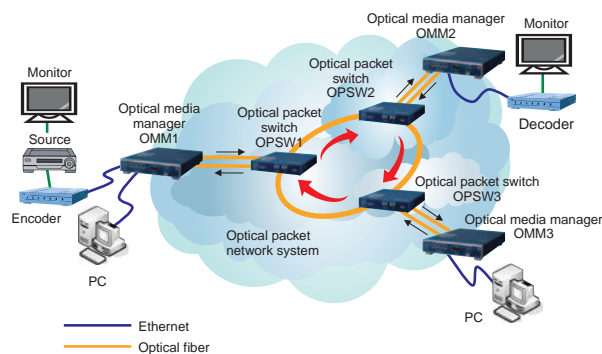 Optical media manager
OMM2
Monitor
Optical packet
switch
OPSW2
Monitor
Optical media
manager
OMM1
Optical packet
switch
OPSW1
Source
Decoder
Encoder
Optical packet switch
OPSW3
Optical media manager
OMM3
Optical packet
network system
PC
PC
Ethernet
Optical fiber